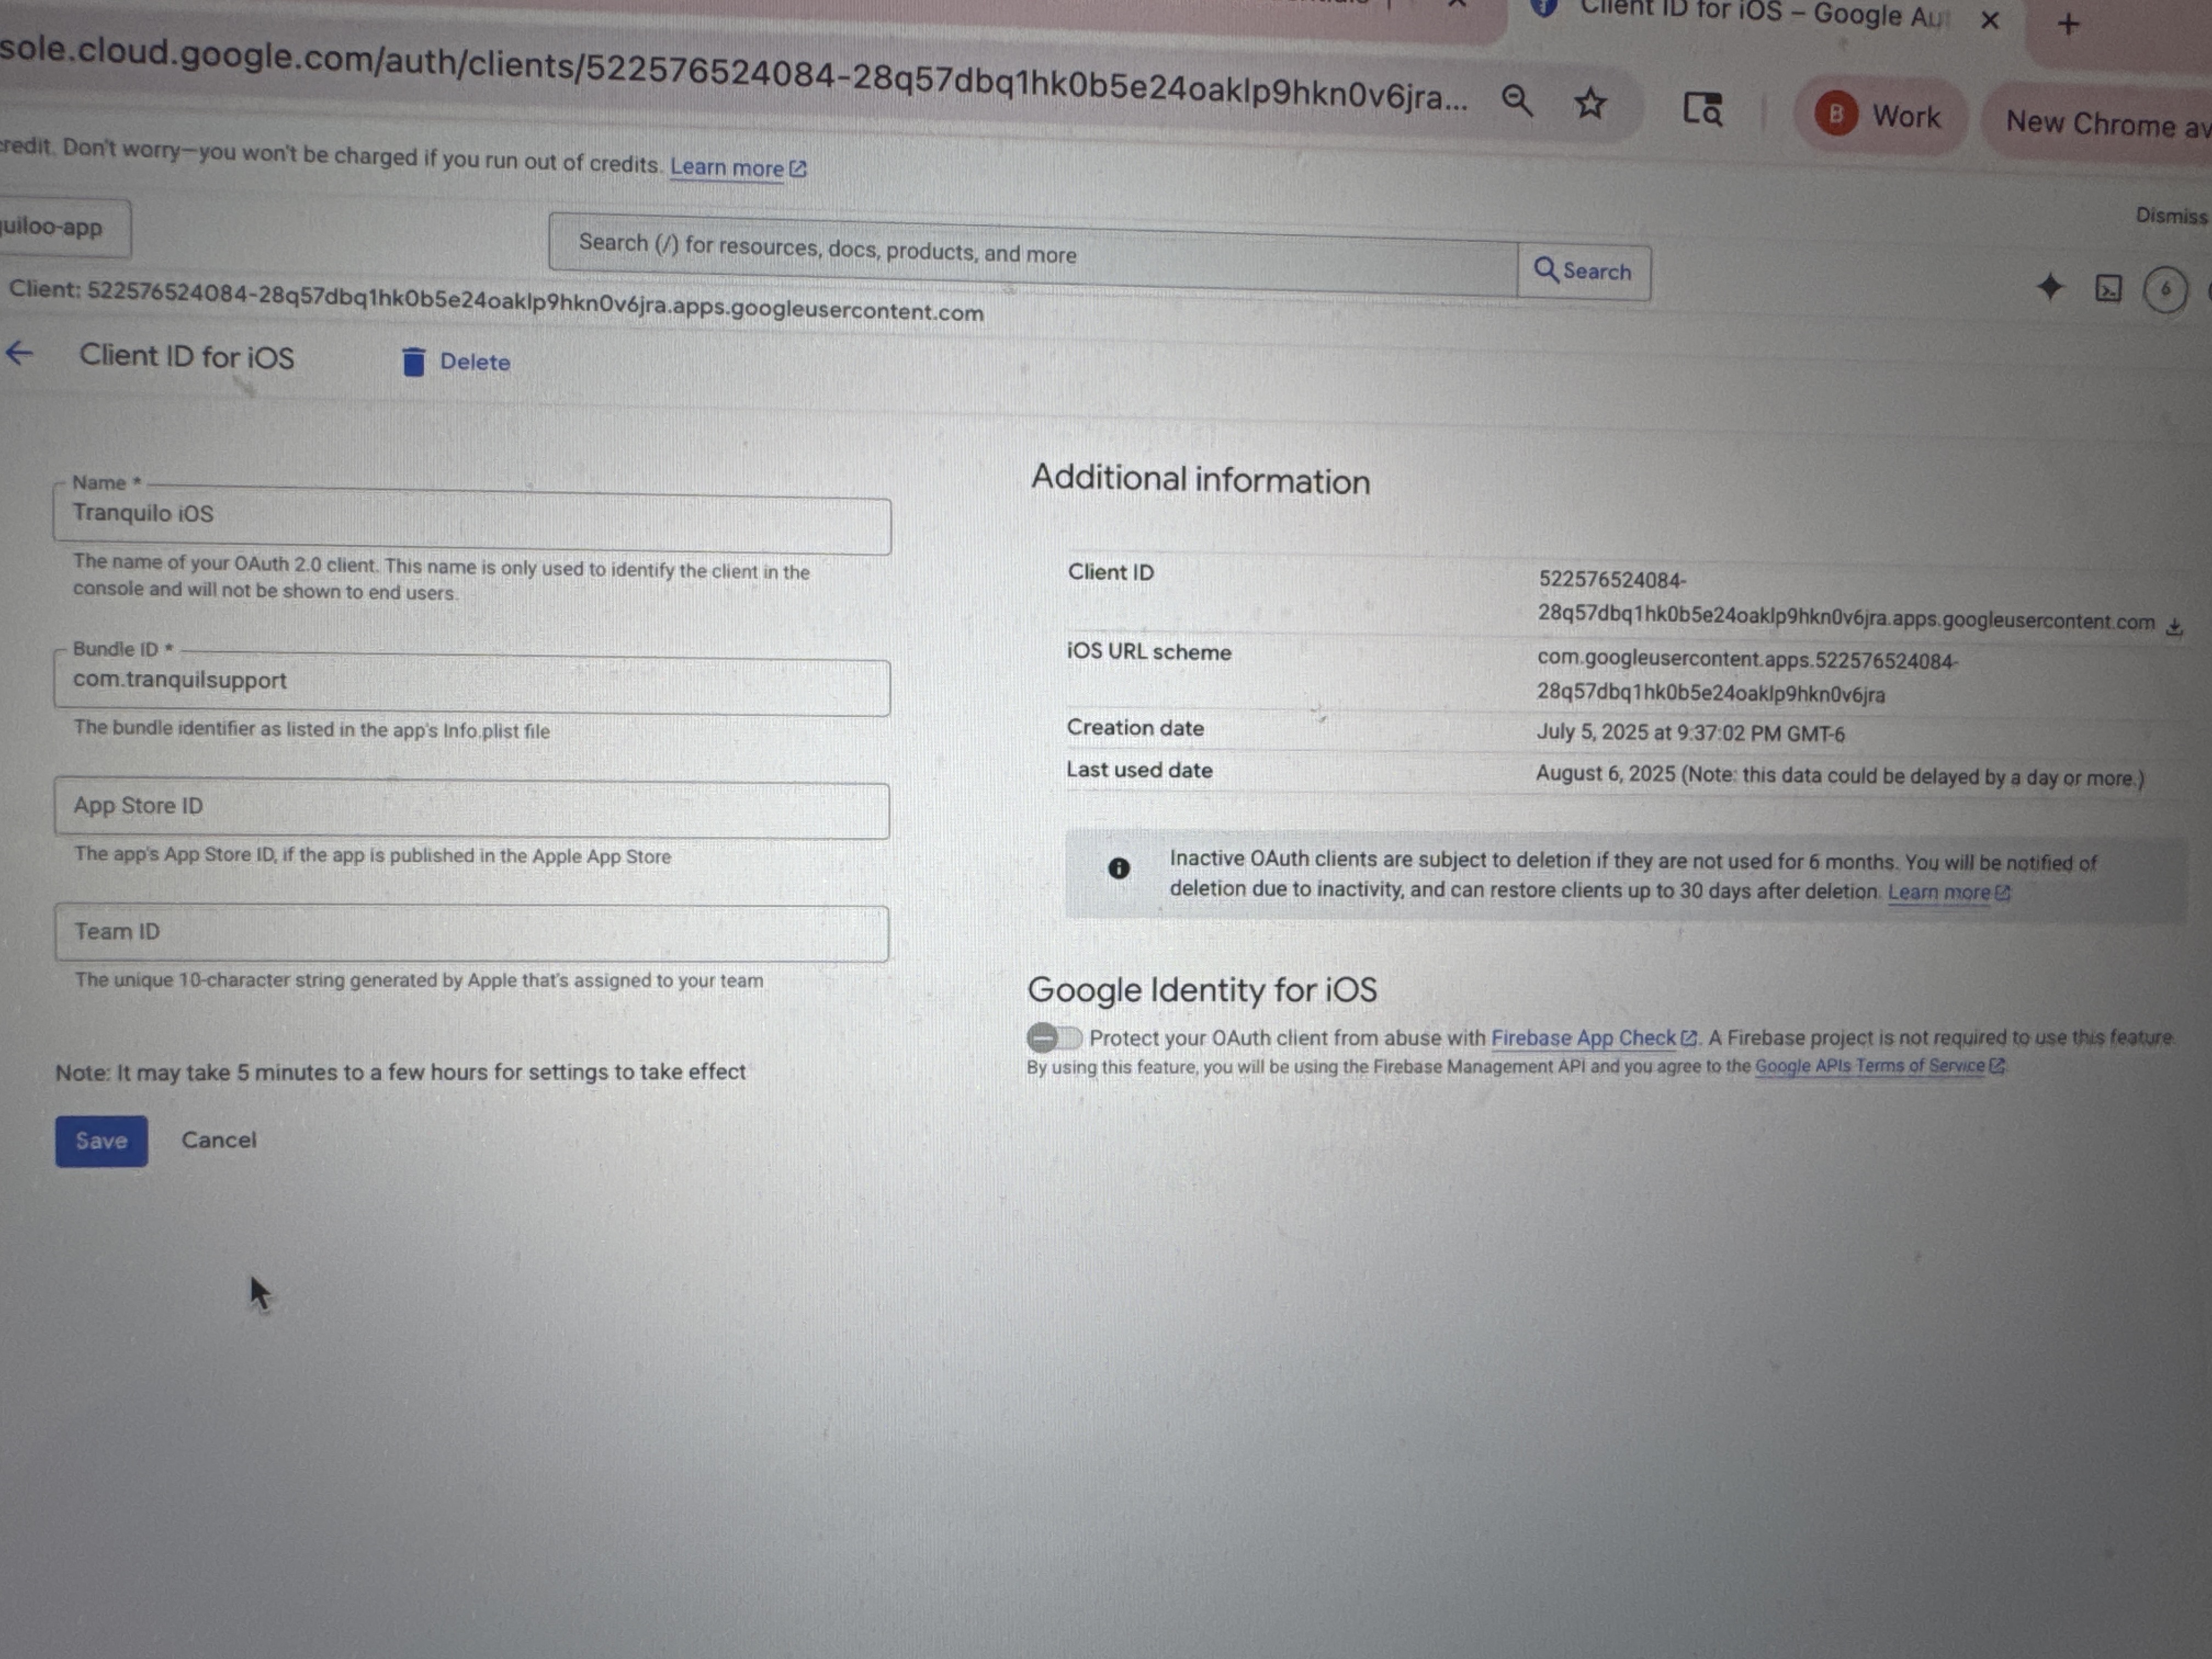 Client ID for iOS – Google Au
sole.cloud.google.com/auth/clients/522576524084-28q57dbq1hk0b5e24oaklp9hkn0v6jra...
B Work
New Chrome av
credit. Don't worry—you won't be charged if you run out of credits. Learn more
Dismiss
uiloo-app
Search (/) for resources, docs, products, and more
Search
6
Client: 522576524084-28q57dbq1hk0b5e24oaklp9hkn0v6jra.apps.googleusercontent.com
Client ID for iOS
Delete
Name *
Tranquilo iOS
The name of your OAuth 2.0 client. This name is only used to identify the client in the
console and will not be shown to end users.
Bundle ID *
com.tranquilsupport
The bundle identifier as listed in the app's Info.plist file
App Store ID
The app's App Store ID, if the app is published in the Apple App Store
Team ID
The unique 10-character string generated by Apple that's assigned to your team
Note: It may take 5 minutes to a few hours for settings to take effect
Save
Cancel
Additional information
Client ID
522576524084-
28q57dbq1hk0b5e24oaklp9hkn0v6jra.apps.googleusercontent.com
iOS URL scheme
com.googleusercontent.apps.522576524084-
28q57dbq1hk0b5e24oaklp9hkn0v6jra
Creation date
July 5, 2025 at 9:37:02 PM GMT-6
Last used date
August 6, 2025 (Note: this data could be delayed by a day or more.)
Inactive OAuth clients are subject to deletion if they are not used for 6 months. You will be notified of
deletion due to inactivity, and can restore clients up to 30 days after deletion. Learn more
Google Identity for iOS
Protect your OAuth client from abuse with Firebase App Check. A Firebase project is not required to use this feature.
By using this feature, you will be using the Firebase Management API and you agree to the Google APIs Terms of Service